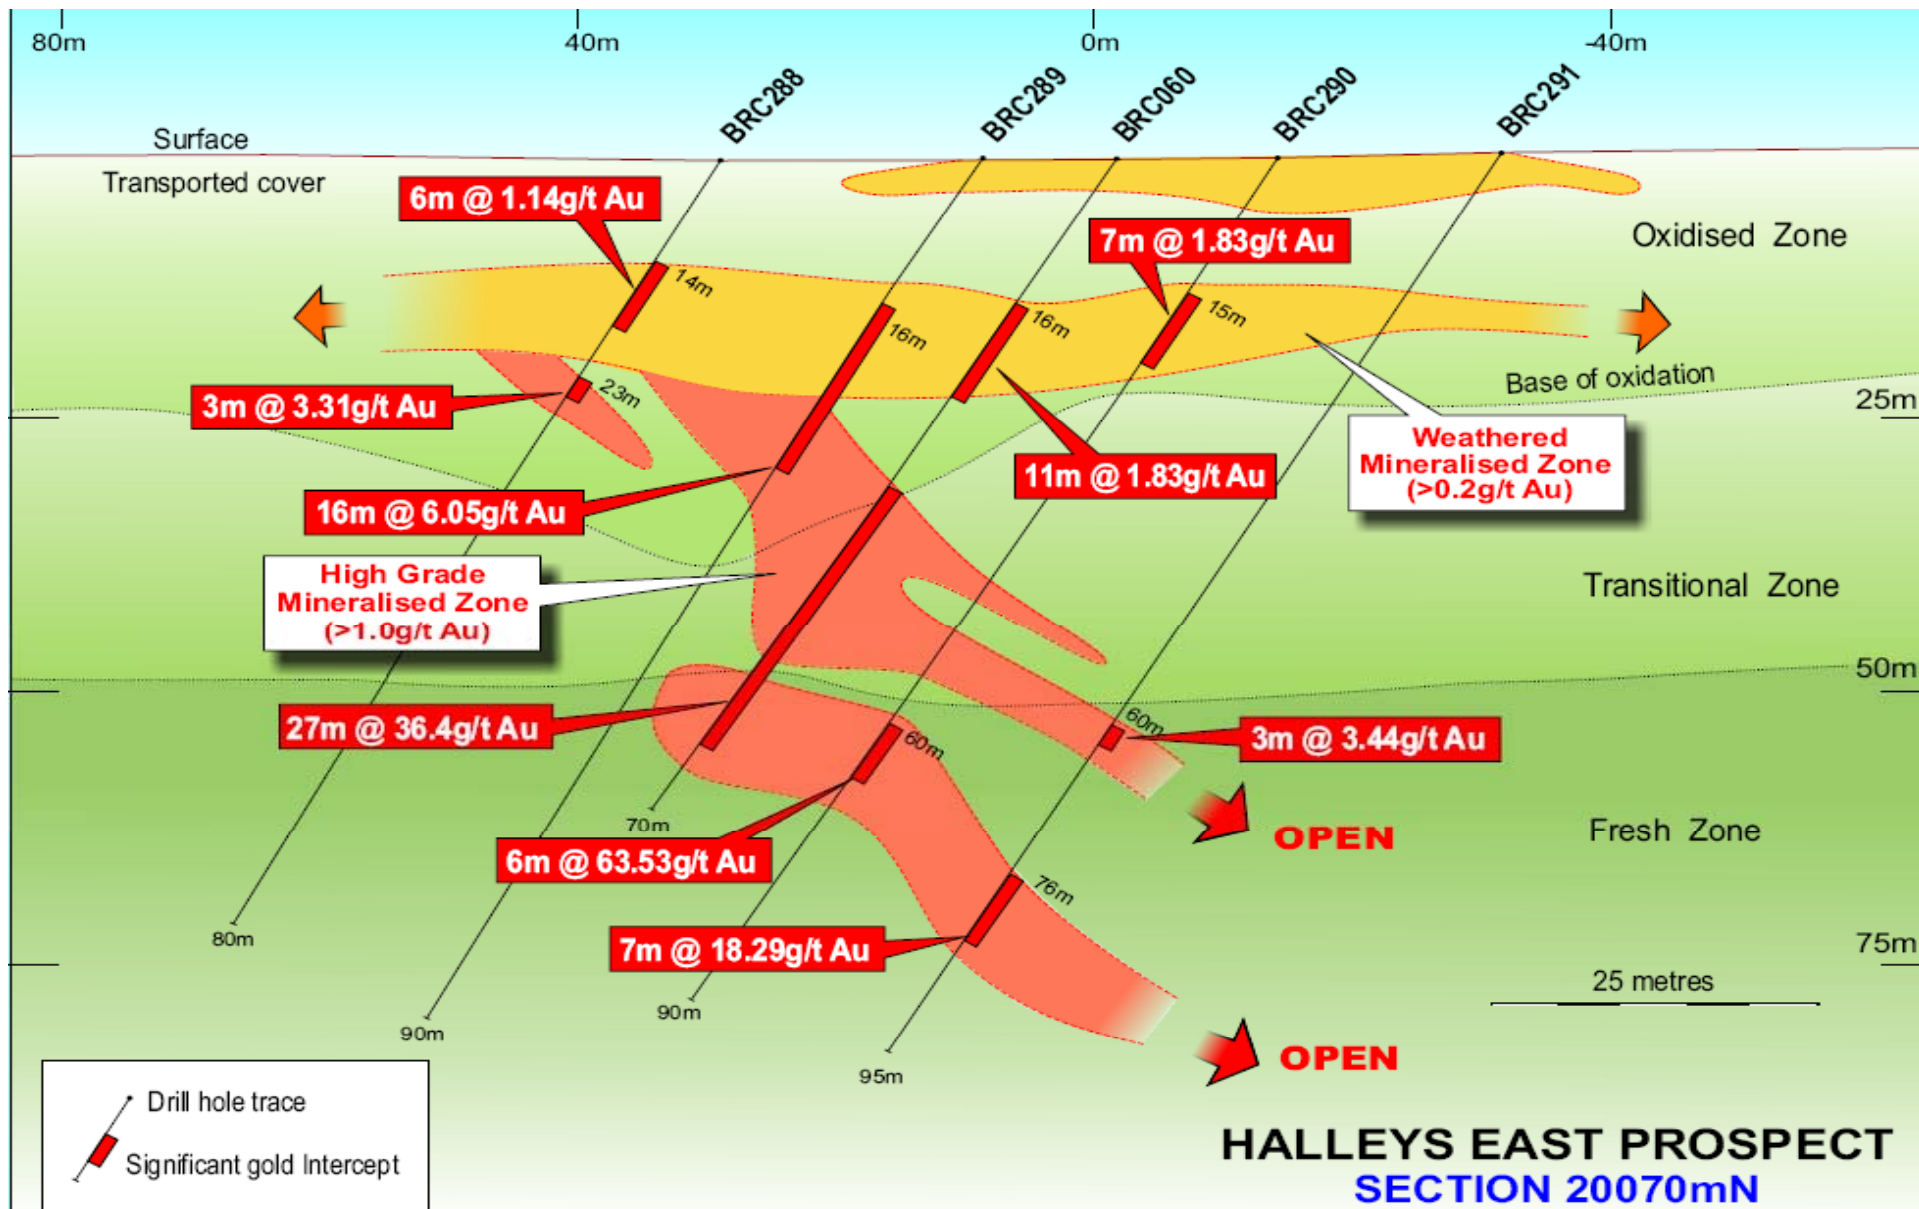 80m
40m
0m
-40m
BRC288
BRC289
BRC060
BRC290
BRC291
Surface
Transported cover
6m @ 1.14g/t Au
7m @ 1.83g/t Au
Oxidised Zone
14m
16m
16m
15m
3m @ 3.31g/t Au
23m
Base of oxidation
25m
Weathered
Mineralised Zone
(>0.2g/t Au)
11m @ 1.83g/t Au
16m @ 6.05g/t Au
High Grade
Mineralised Zone
(>1.0g/t Au)
Transitional Zone
50m
27m @ 36.4g/t Au
60m
60m
3m @ 3.44g/t Au
70m
OPEN
Fresh Zone
6m @ 63.53g/t Au
76m
80m
7m @ 18.29g/t Au
75m
25 metres
90m
90m
95m
OPEN
Drill hole trace
Significant gold Intercept
HALLEYS EAST PROSPECT
SECTION 20070mN